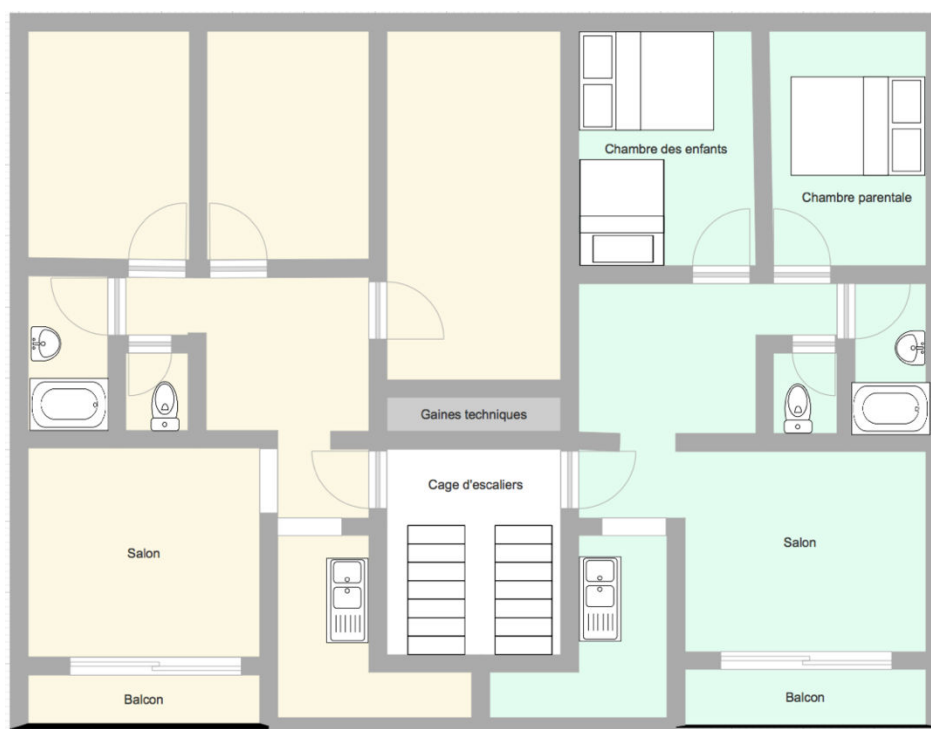 Chambre des enfants
Chambre parentale
Gaines techniques
Cage d'escaliers
Salon
Salon
Balcon
Balcon